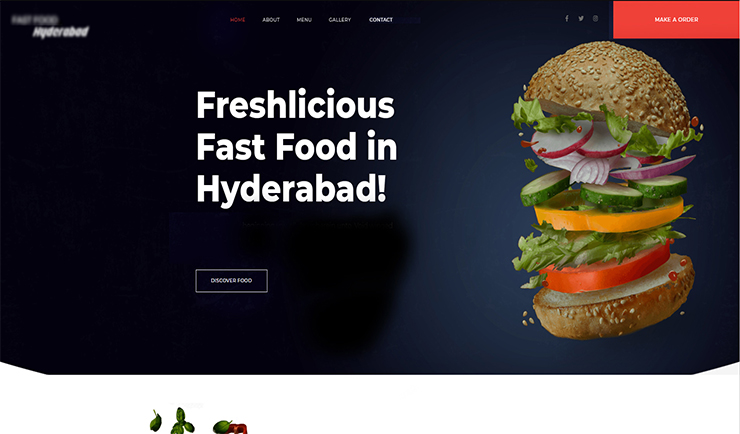 FAST FOOD
Hyderabad
HOME ABOUT MENU GALLERY CONTACT
MAKE A ORDER
Freshlicious
Fast Food in
Hyderabad!
DISCOVER FOOD